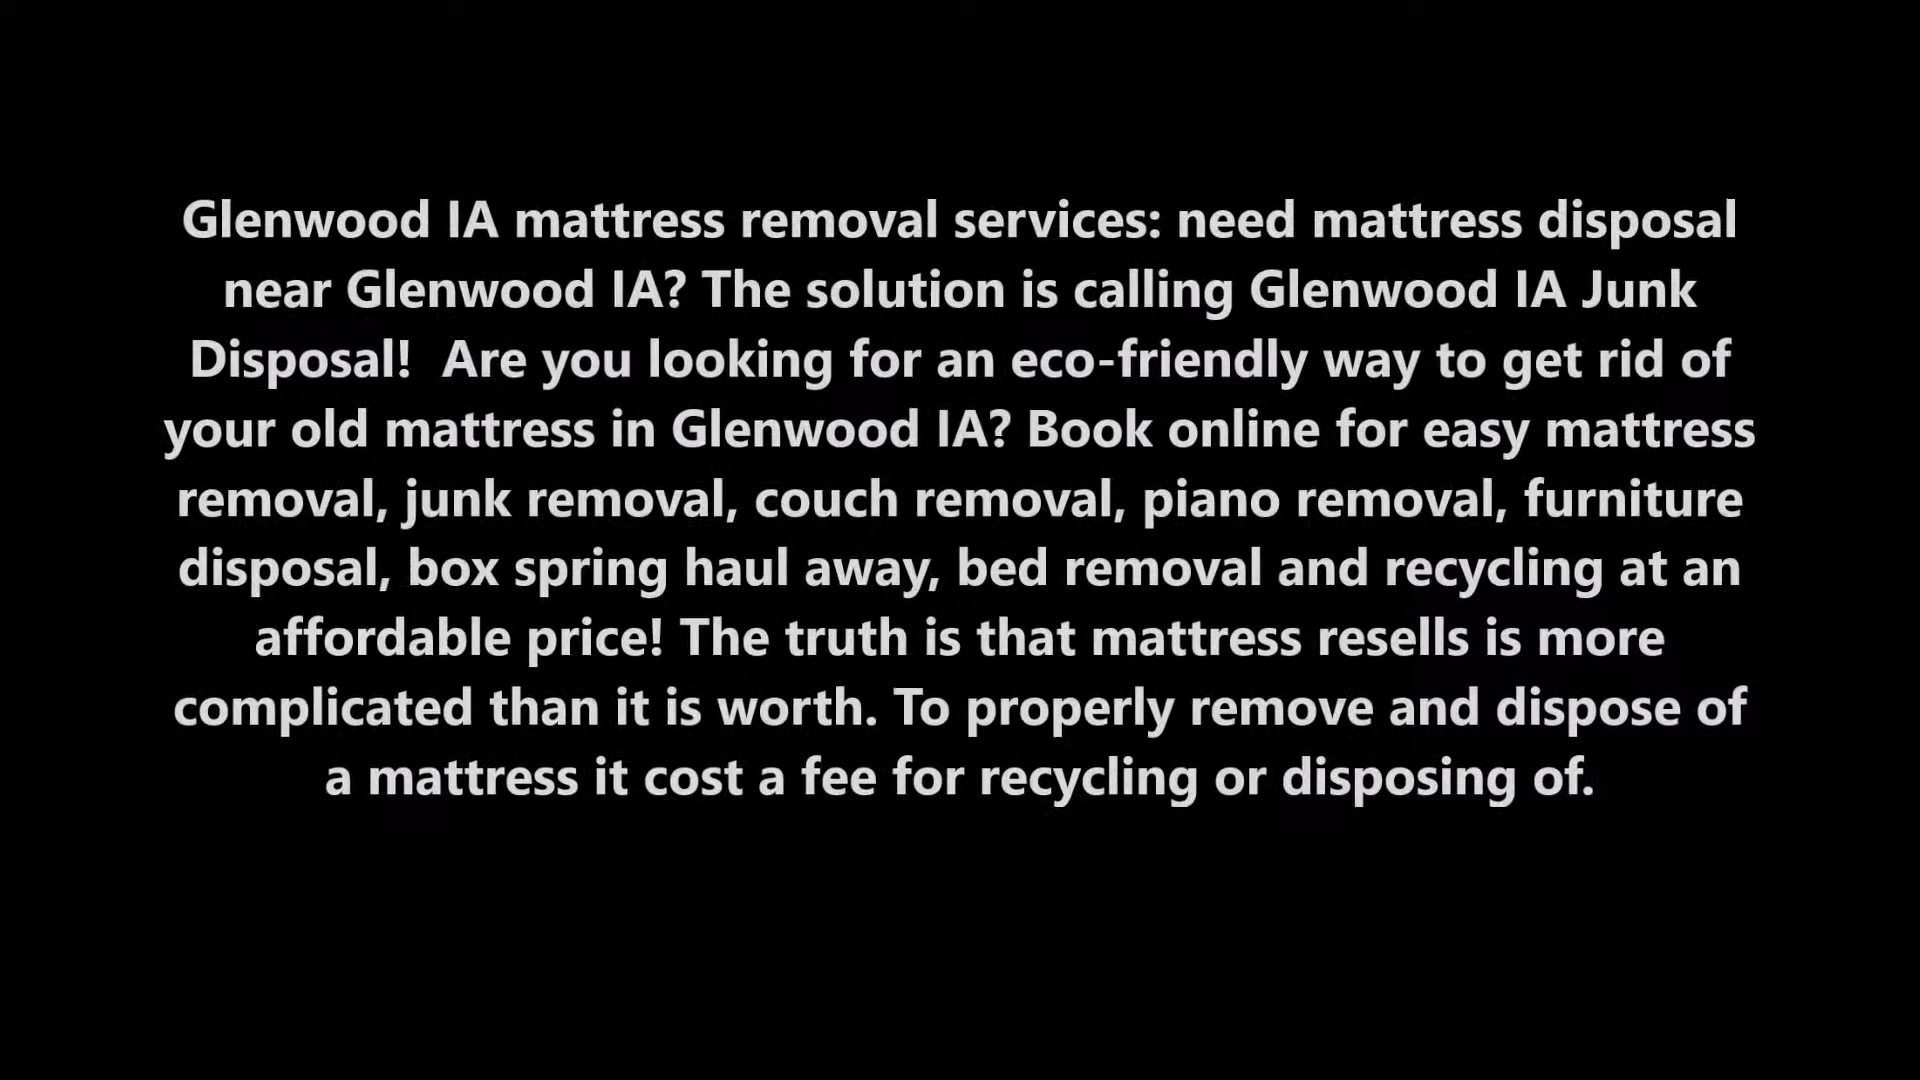 Glenwood IA mattress removal services: need mattress disposal
near Glenwood IA? The solution is calling Glenwood IA Junk
Disposal!  Are you looking for an eco-friendly way to get rid of
your old mattress in Glenwood IA? Book online for easy mattress
removal, junk removal, couch removal, piano removal, furniture
disposal, box spring haul away, bed removal and recycling at an
affordable price! The truth is that mattress resells is more
complicated than it is worth. To properly remove and dispose of
a mattress it cost a fee for recycling or disposing of.